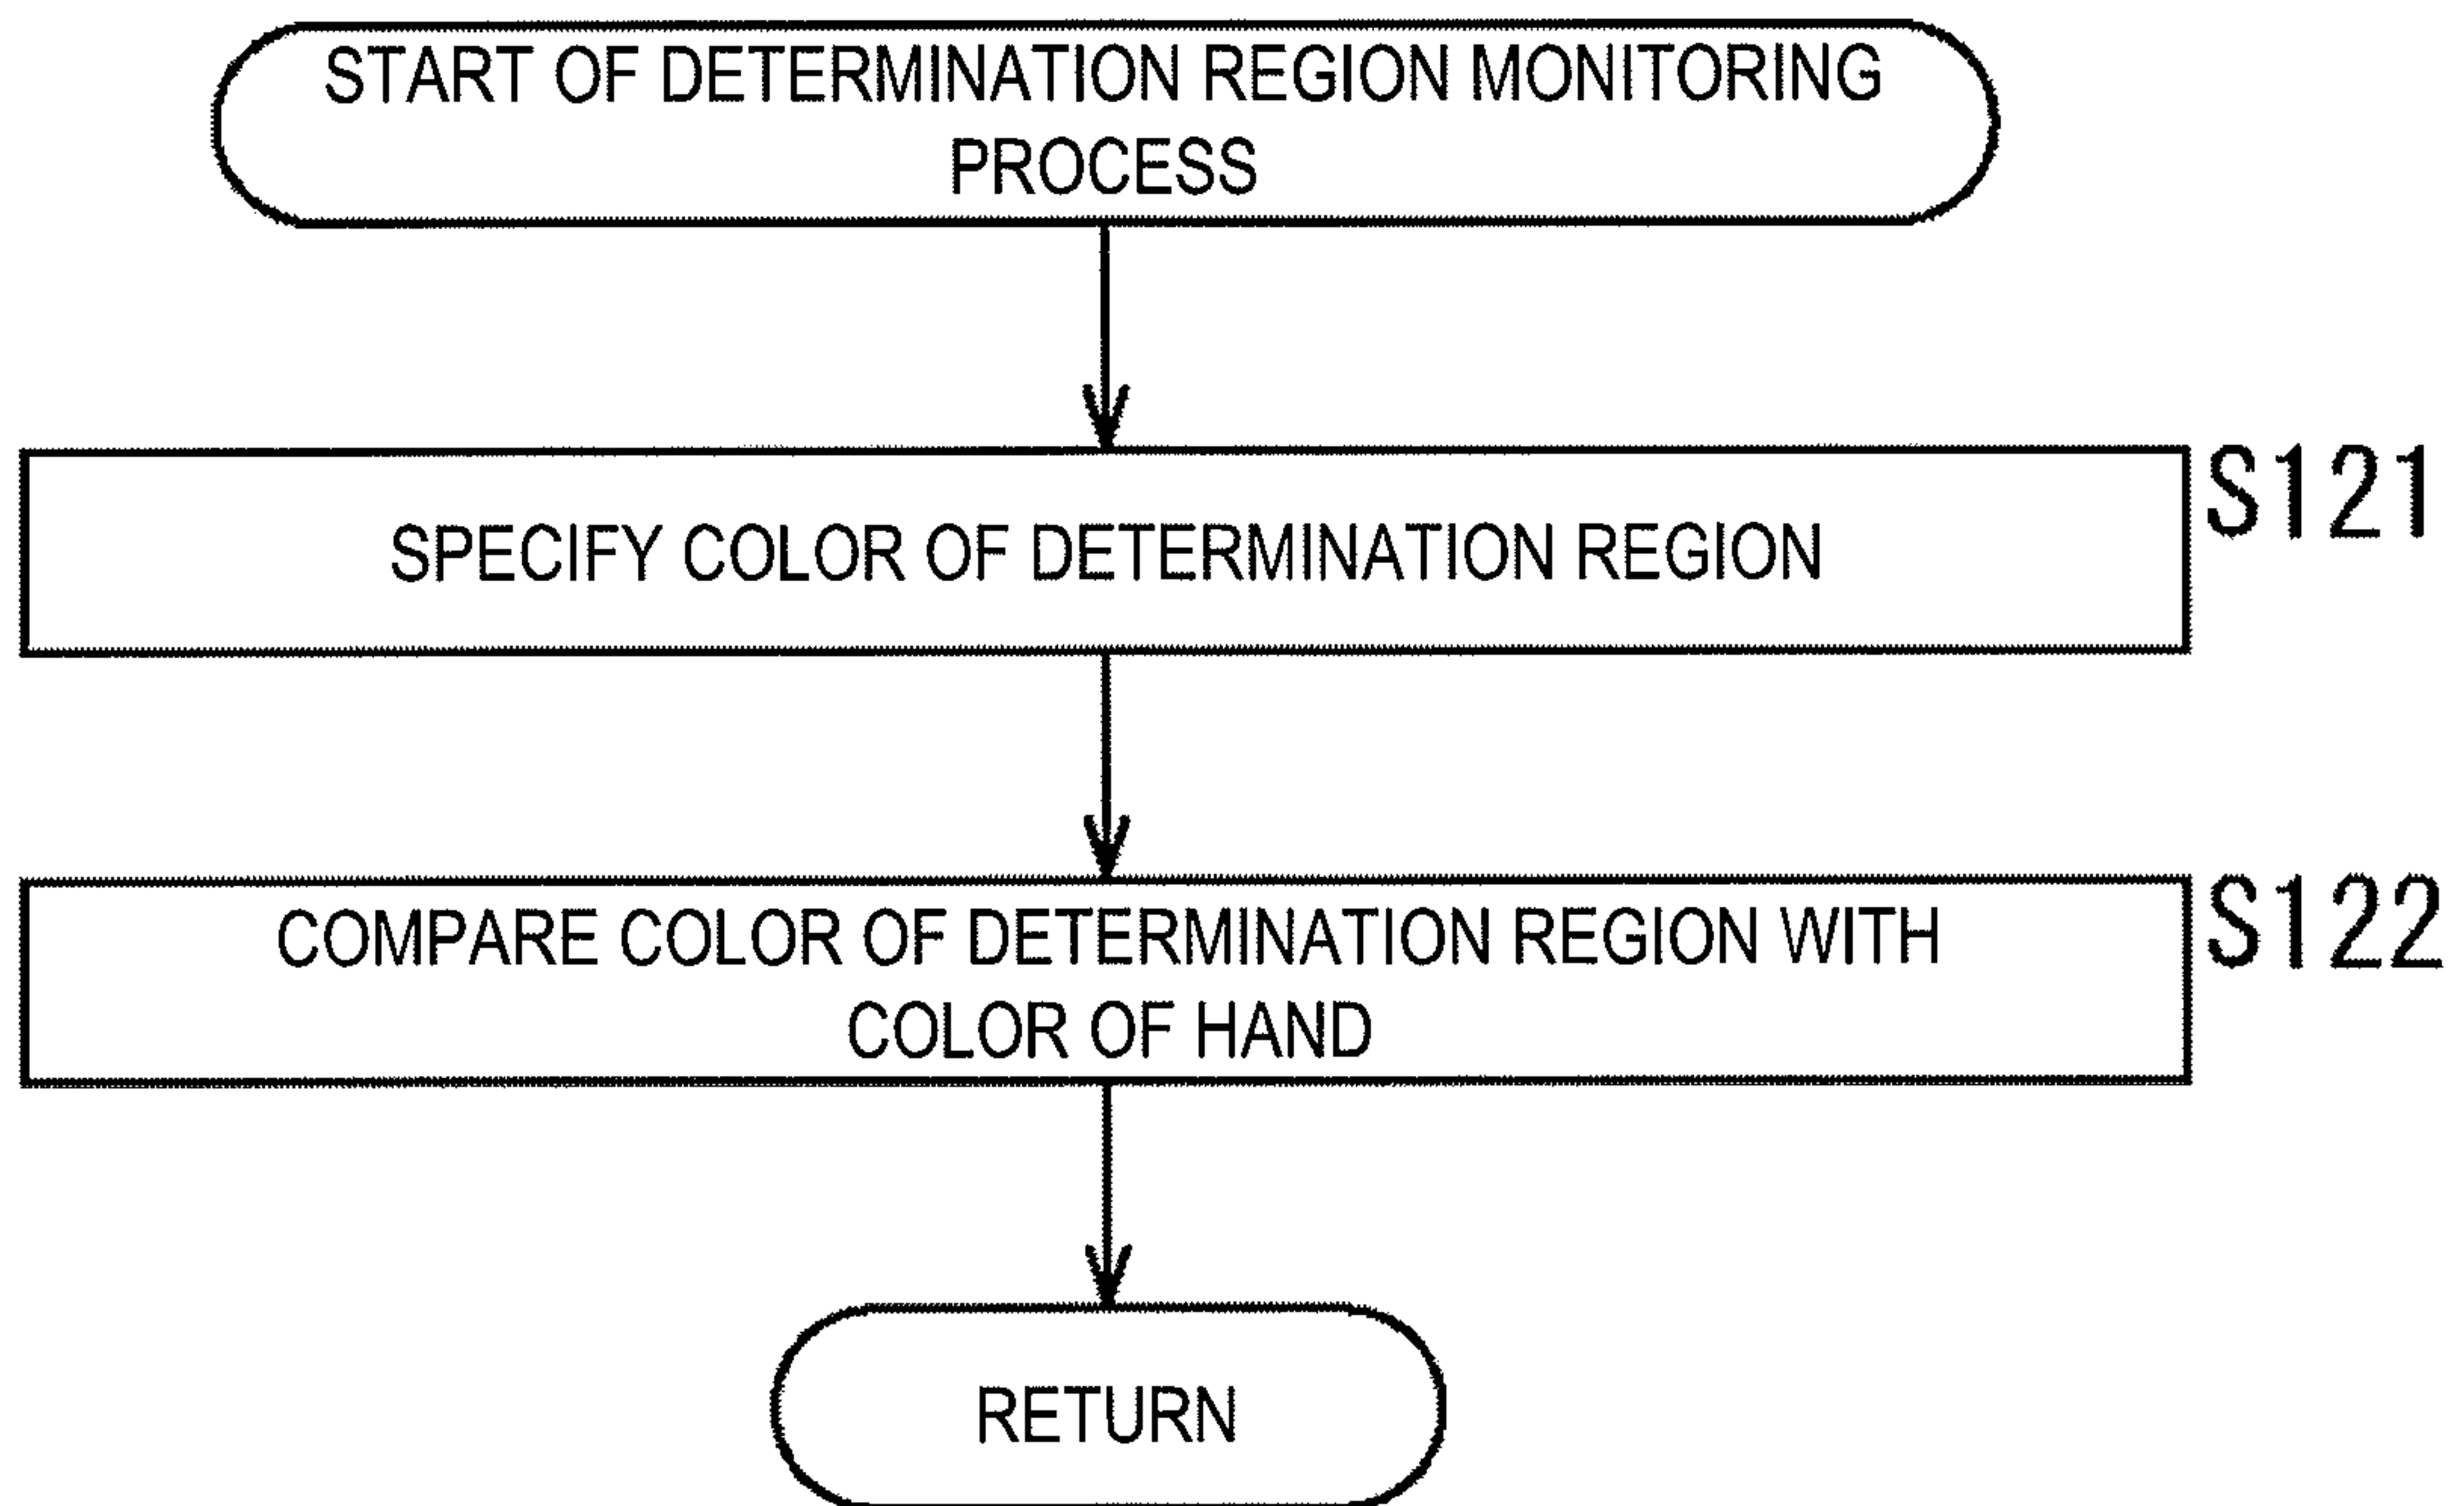 START OF DETERMINATION REGION MONITORING
PROCESS
SPECIFY COLOR OF DETERMINATION REGION
S121
COMPARE COLOR OF DETERMINATION REGION WITH
COLOR OF HAND
S122
RETURN